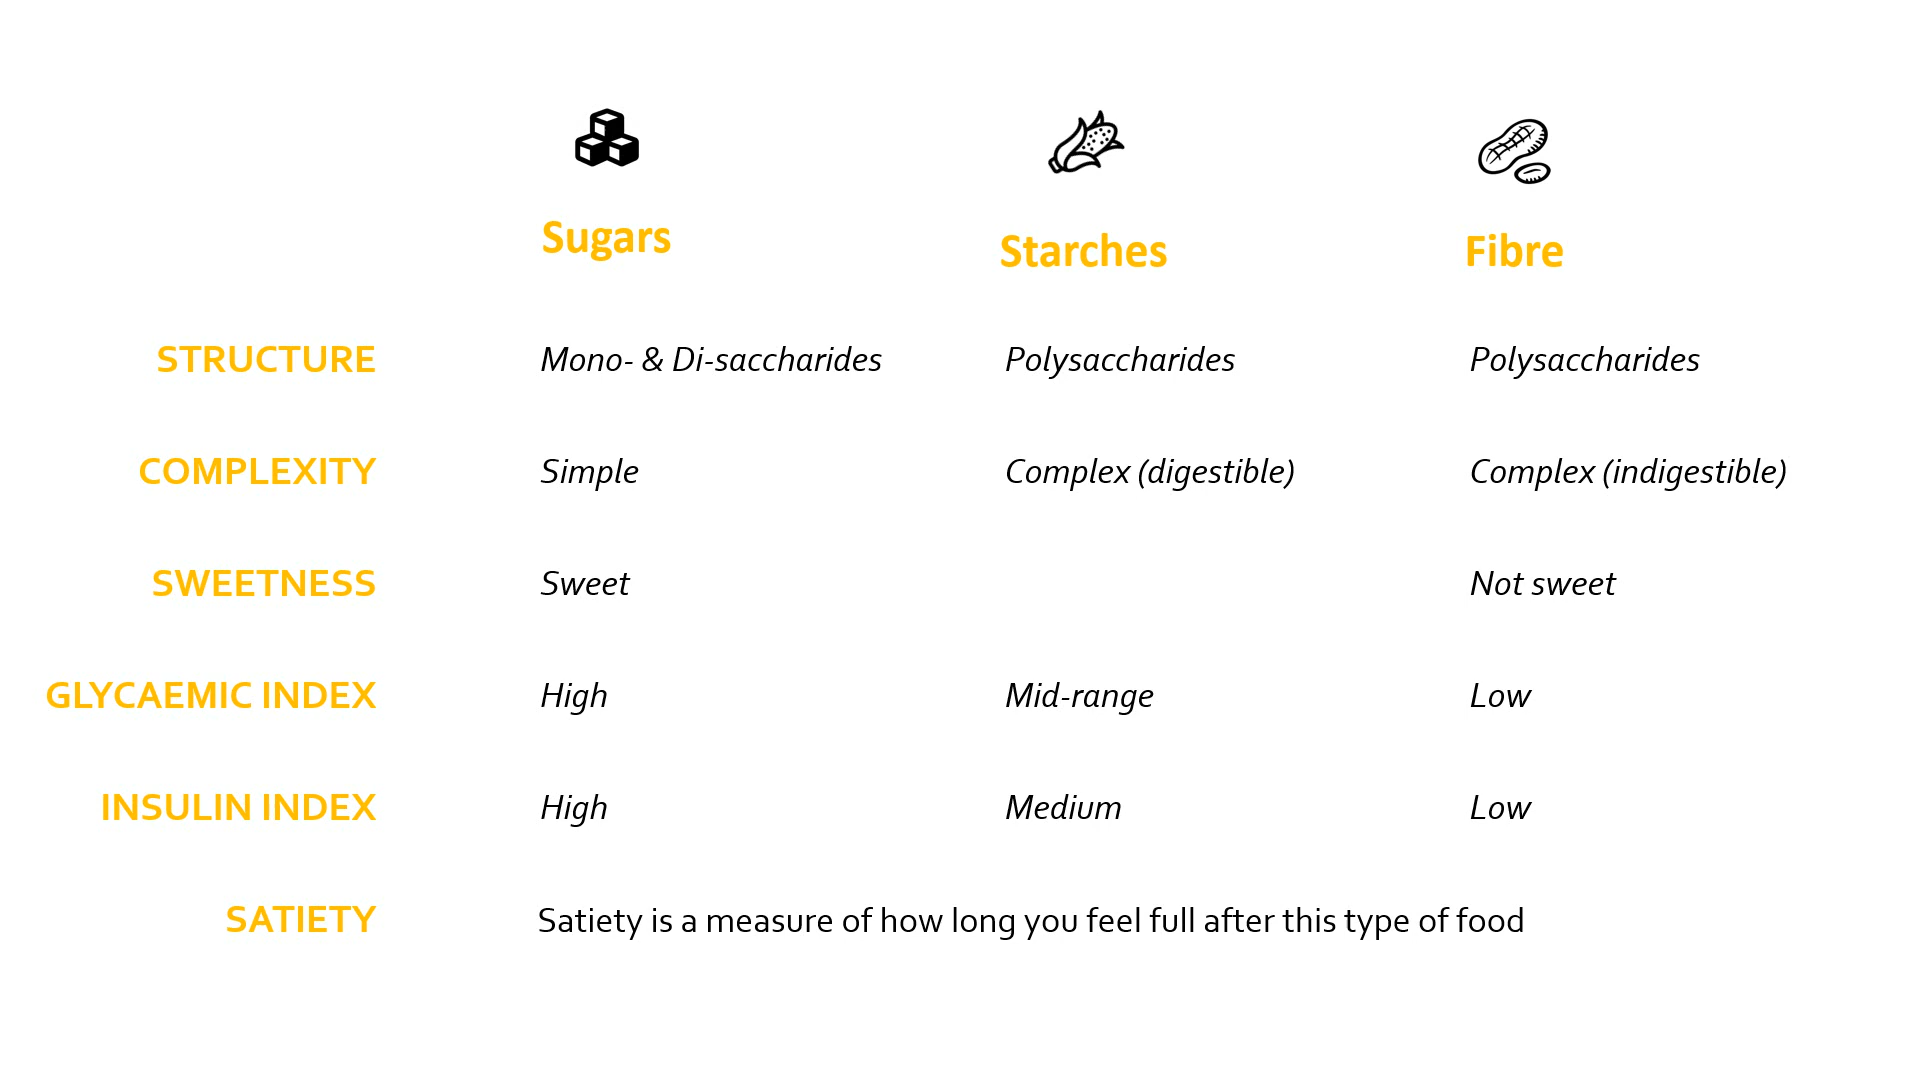 Sugars Starches Fibre
STRUCTURE Mono- & Di-saccharides Polysaccharides Polysaccharides
COMPLEXITY Simple Complex (digestible) Complex (indigestible)
SWEETNESS Sweet Not sweet
GLYCAEMIC INDEX High Mid-range Low
INSULIN INDEX High Medium Low
SATIETY Satiety is a measure of how long you feel full after this type of food